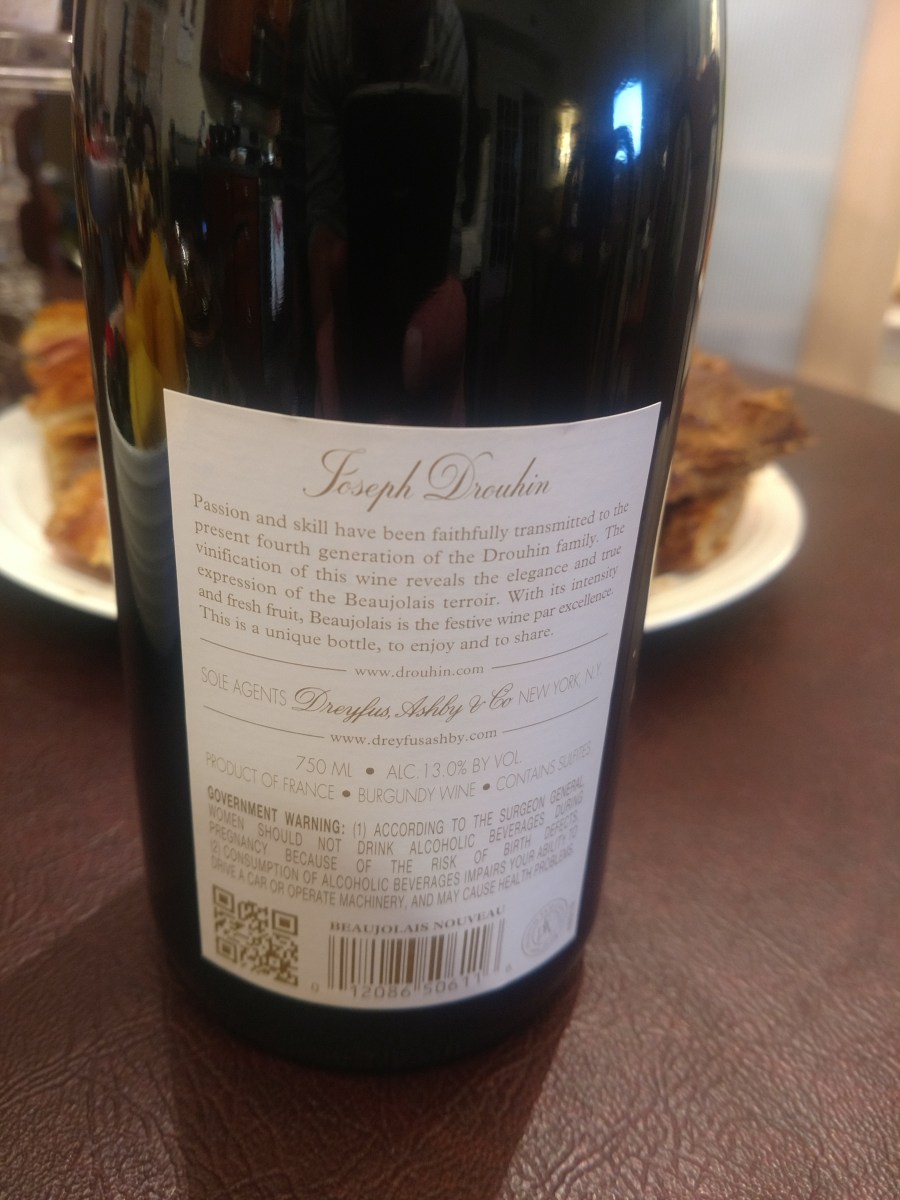 Joseph Drouhin
Passion and skill have been faithfully transmitted to the
present fourth generation of the Drouhin family. The
vinification of this wine reveals the elegance and true
expression of the Beaujolais terroir. With its intensity
and fresh fruit, Beaujolais is the festive wine par excellence.
This is a unique bottle, to enjoy and to share.
www.drouhin.com
SOLE AGENTS Dreyfus, Ashby & Co NEW YORK, N.Y.
www.dreyfusashby.com
750 ML • ALC. 13.0% BY VOL.
PRODUCT OF FRANCE • BURGUNDY WINE • CONTAINS SULFITES
GOVERNMENT WARNING: (1) ACCORDING TO THE SURGEON GENERAL
WOMEN SHOULD NOT DRINK ALCOHOLIC BEVERAGES DURING
PREGNANCY BECAUSE OF THE RISK OF BIRTH DEFECTS.
(2) CONSUMPTION OF ALCOHOLIC BEVERAGES IMPAIRS YOUR ABILITY TO
DRIVE A CAR OR OPERATE MACHINERY, AND MAY CAUSE HEALTH PROBLEMS.
BEAUJOLAIS NOUVEAU
0 12086 50611